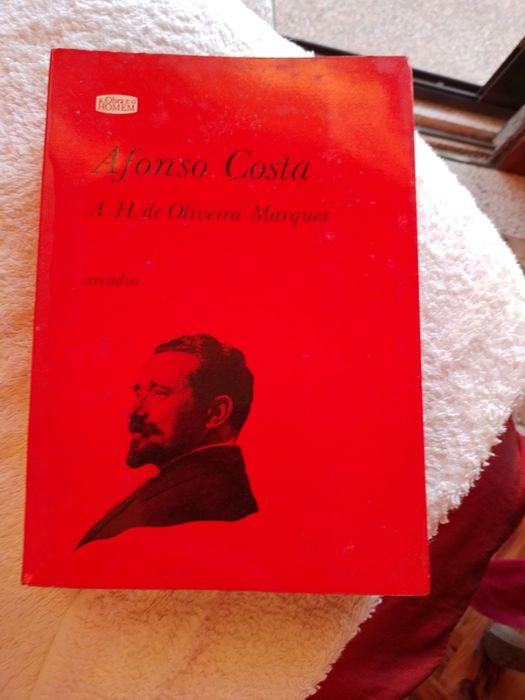 a Obra e o
HOMEM
Afonso Costa
A. H. de Oliveira Marques
arcádia